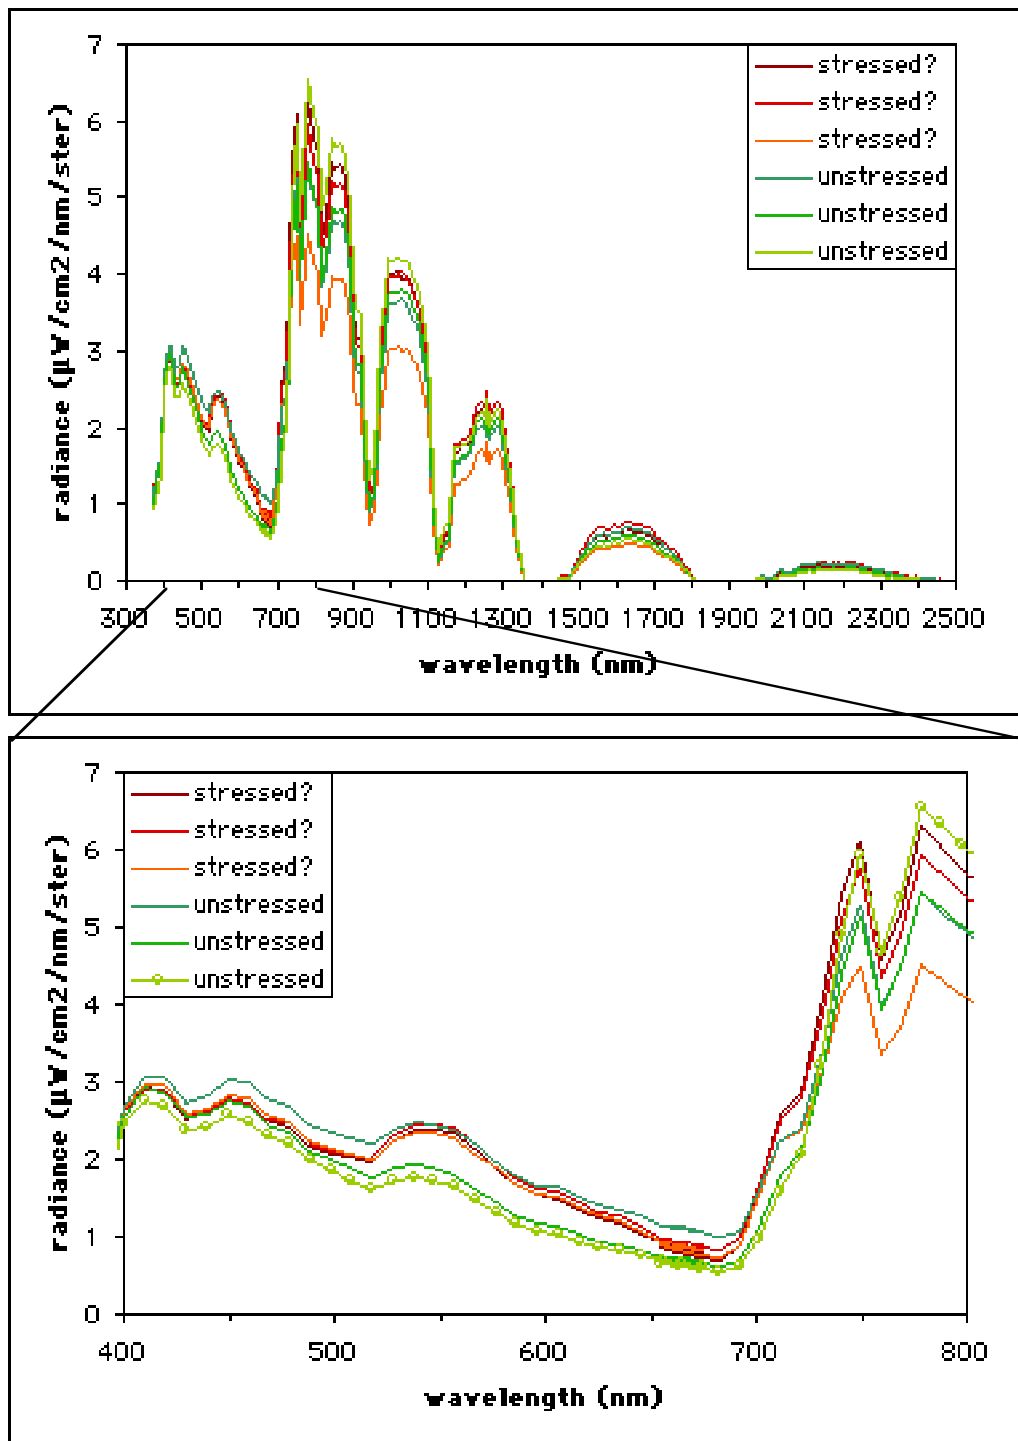 7
6
5
4
3
2
1
0
radiance (µW/cm2/nm/ster)
stressed?
stressed?
stressed?
unstressed
unstressed
unstressed
300 500 700 900 1100 1300 1500 1700 1900 2100 2300 2500
wavelength (nm)
7
6
5
4
3
2
1
0
radiance (µW/cm2/nm/ster)
stressed?
stressed?
stressed?
unstressed
unstressed
unstressed
400 500 600 700 800
wavelength (nm)